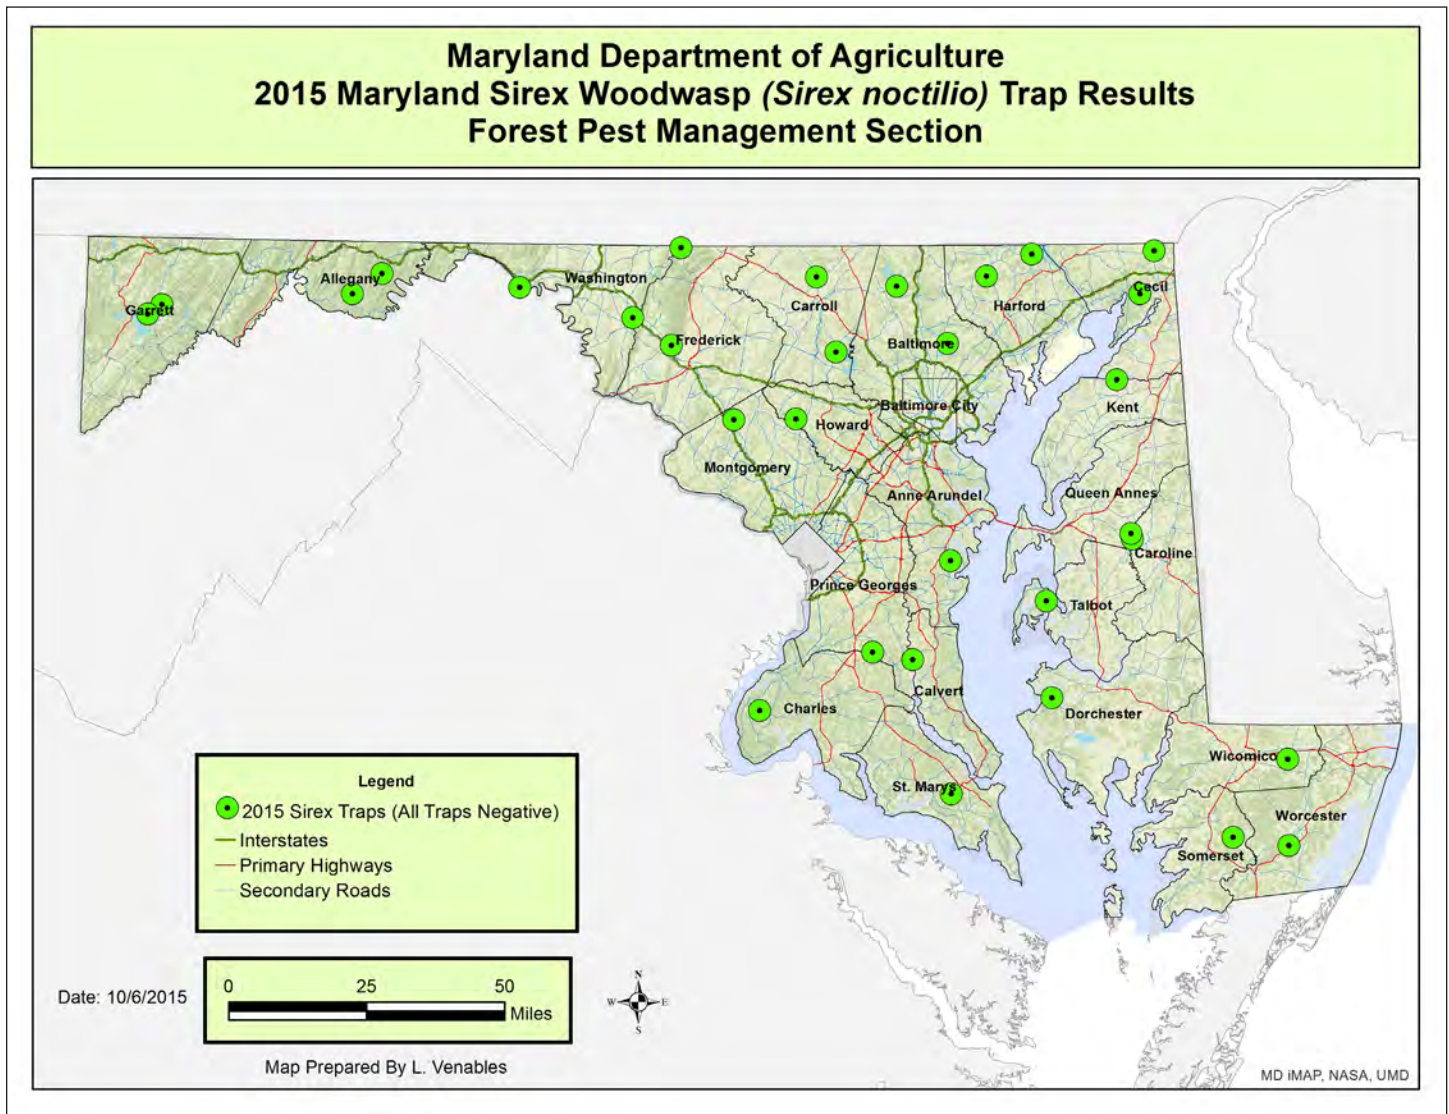 Maryland Department of Agriculture
2015 Maryland Sirex Woodwasp (Sirex noctilio) Trap Results
Forest Pest Management Section
Garrett
Allegany
Washington
Frederick
Carroll
Baltimore
Harford
Cecil
Baltimore City
Kent
Howard
Montgomery
Anne Arundel
Queen Annes
Caroline
Prince Georges
Talbot
Calvert
Charles
Dorchester
St. Marys
Wicomico
Worcester
Somerset
Legend
2015 Sirex Traps (All Traps Negative)
Interstates
Primary Highways
Secondary Roads
Date: 10/6/2015
0 25 50
Miles
N
W E
S
Map Prepared By L. Venables
MD iMAP, NASA, UMD